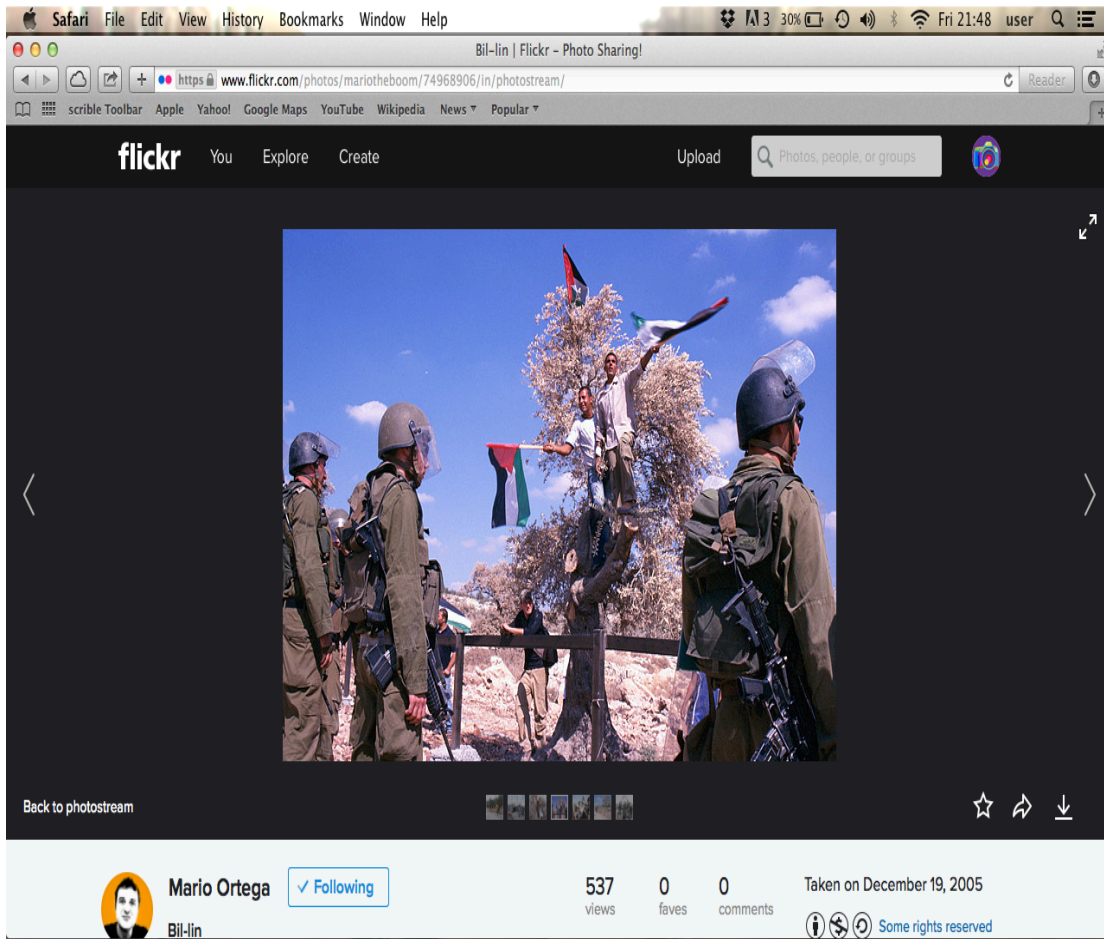 Safari File Edit View History Bookmarks Window Help 3 30% Fri 21:48 user
Bil-lin | Flickr - Photo Sharing!
https www.flickr.com/photos/mariotheboom/74968906/in/photostream/ Reader
scrible Toolbar Apple Yahoo! Google Maps YouTube Wikipedia News Popular
flickr You Explore Create Upload Photos, people, or groups
Back to photostream
Mario Ortega Following 537 0 0 Taken on December 19, 2005
views faves comments
Bil-lin Some rights reserved